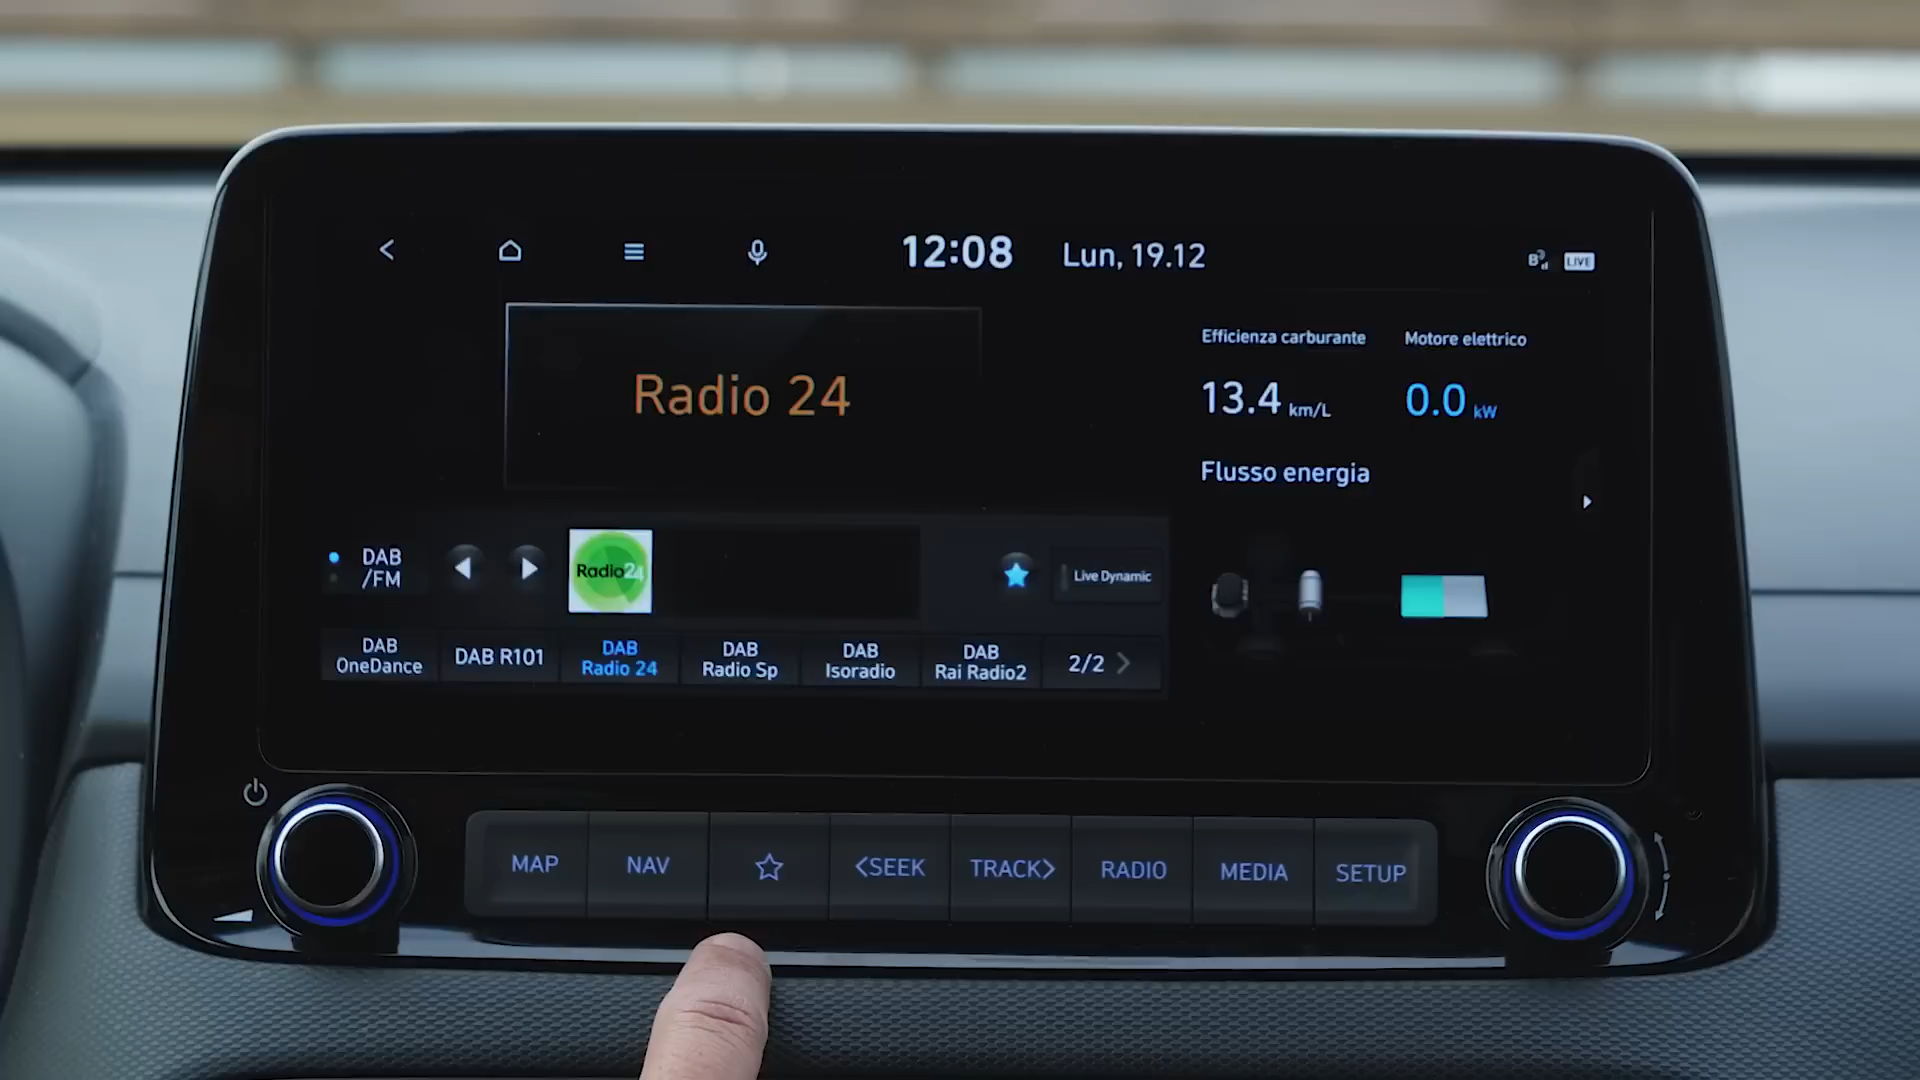 12:08 Lun, 19.12
LIVE
Radio 24
Efficienza carburante
13.4 km/L
Motore elettrico
0.0 kW
Flusso energia
DAB
/FM
Radio24
Live Dynamic
DAB
OneDance
DAB R101
DAB
Radio 24
DAB
Radio Sp
DAB
Isoradio
DAB
Rai Radio2
2/2 >
MAP
NAV
<SEEK
TRACK>
RADIO
MEDIA
SETUP